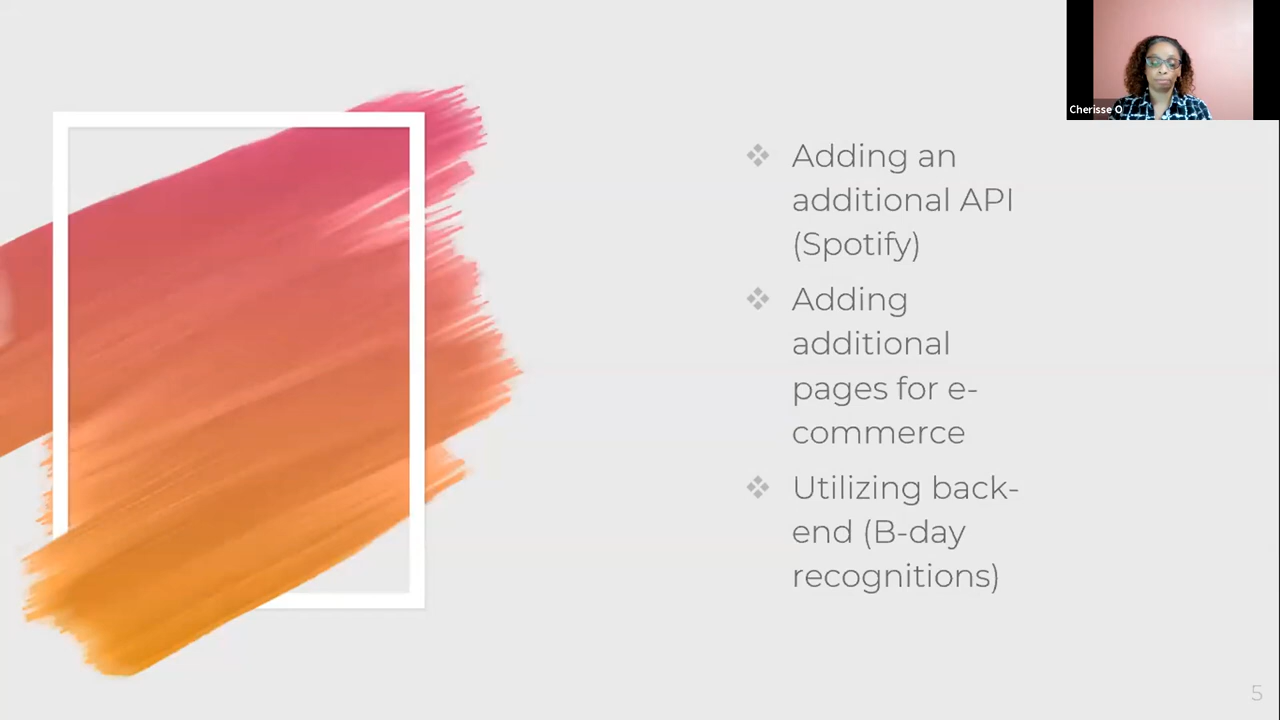 Cherisse O
❖ Adding an
additional API
(Spotify)
❖ Adding
additional
pages for e-
commerce
❖ Utilizing back-
end (B-day
recognitions)
5